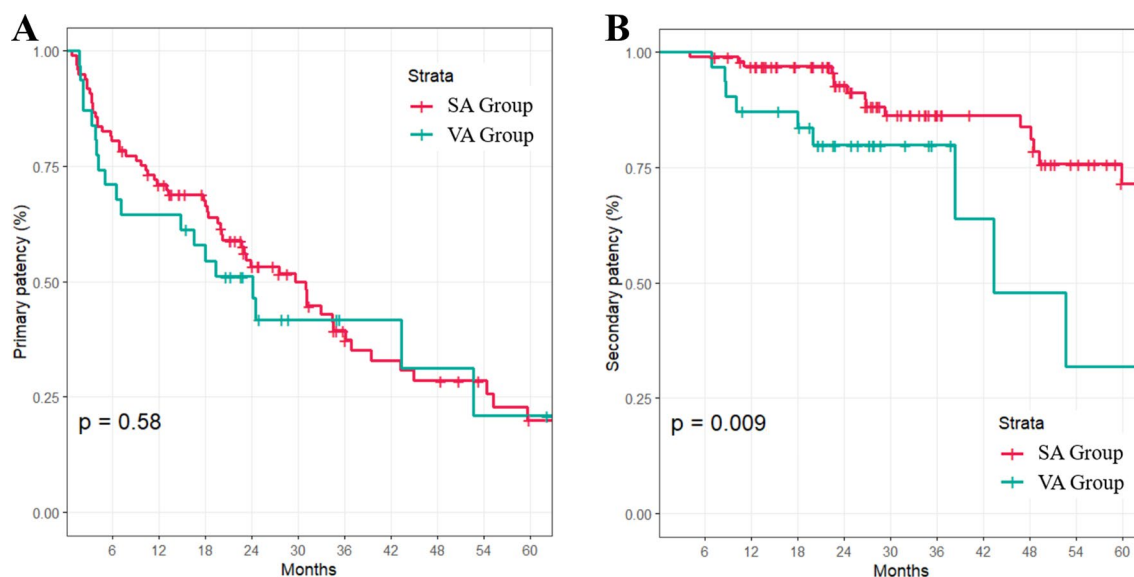 A
Primary patency (%)
1.00
0.75
0.50
0.25
0.00
Strata
SA Group
VA Group
p = 0.58
6 12 18 24 30 36 42 48 54 60
Months
B
Secondary patency (%)
1.00
0.75
0.50
0.25
0.00
p = 0.009
Strata
SA Group
VA Group
6 12 18 24 30 36 42 48 54 60
Months